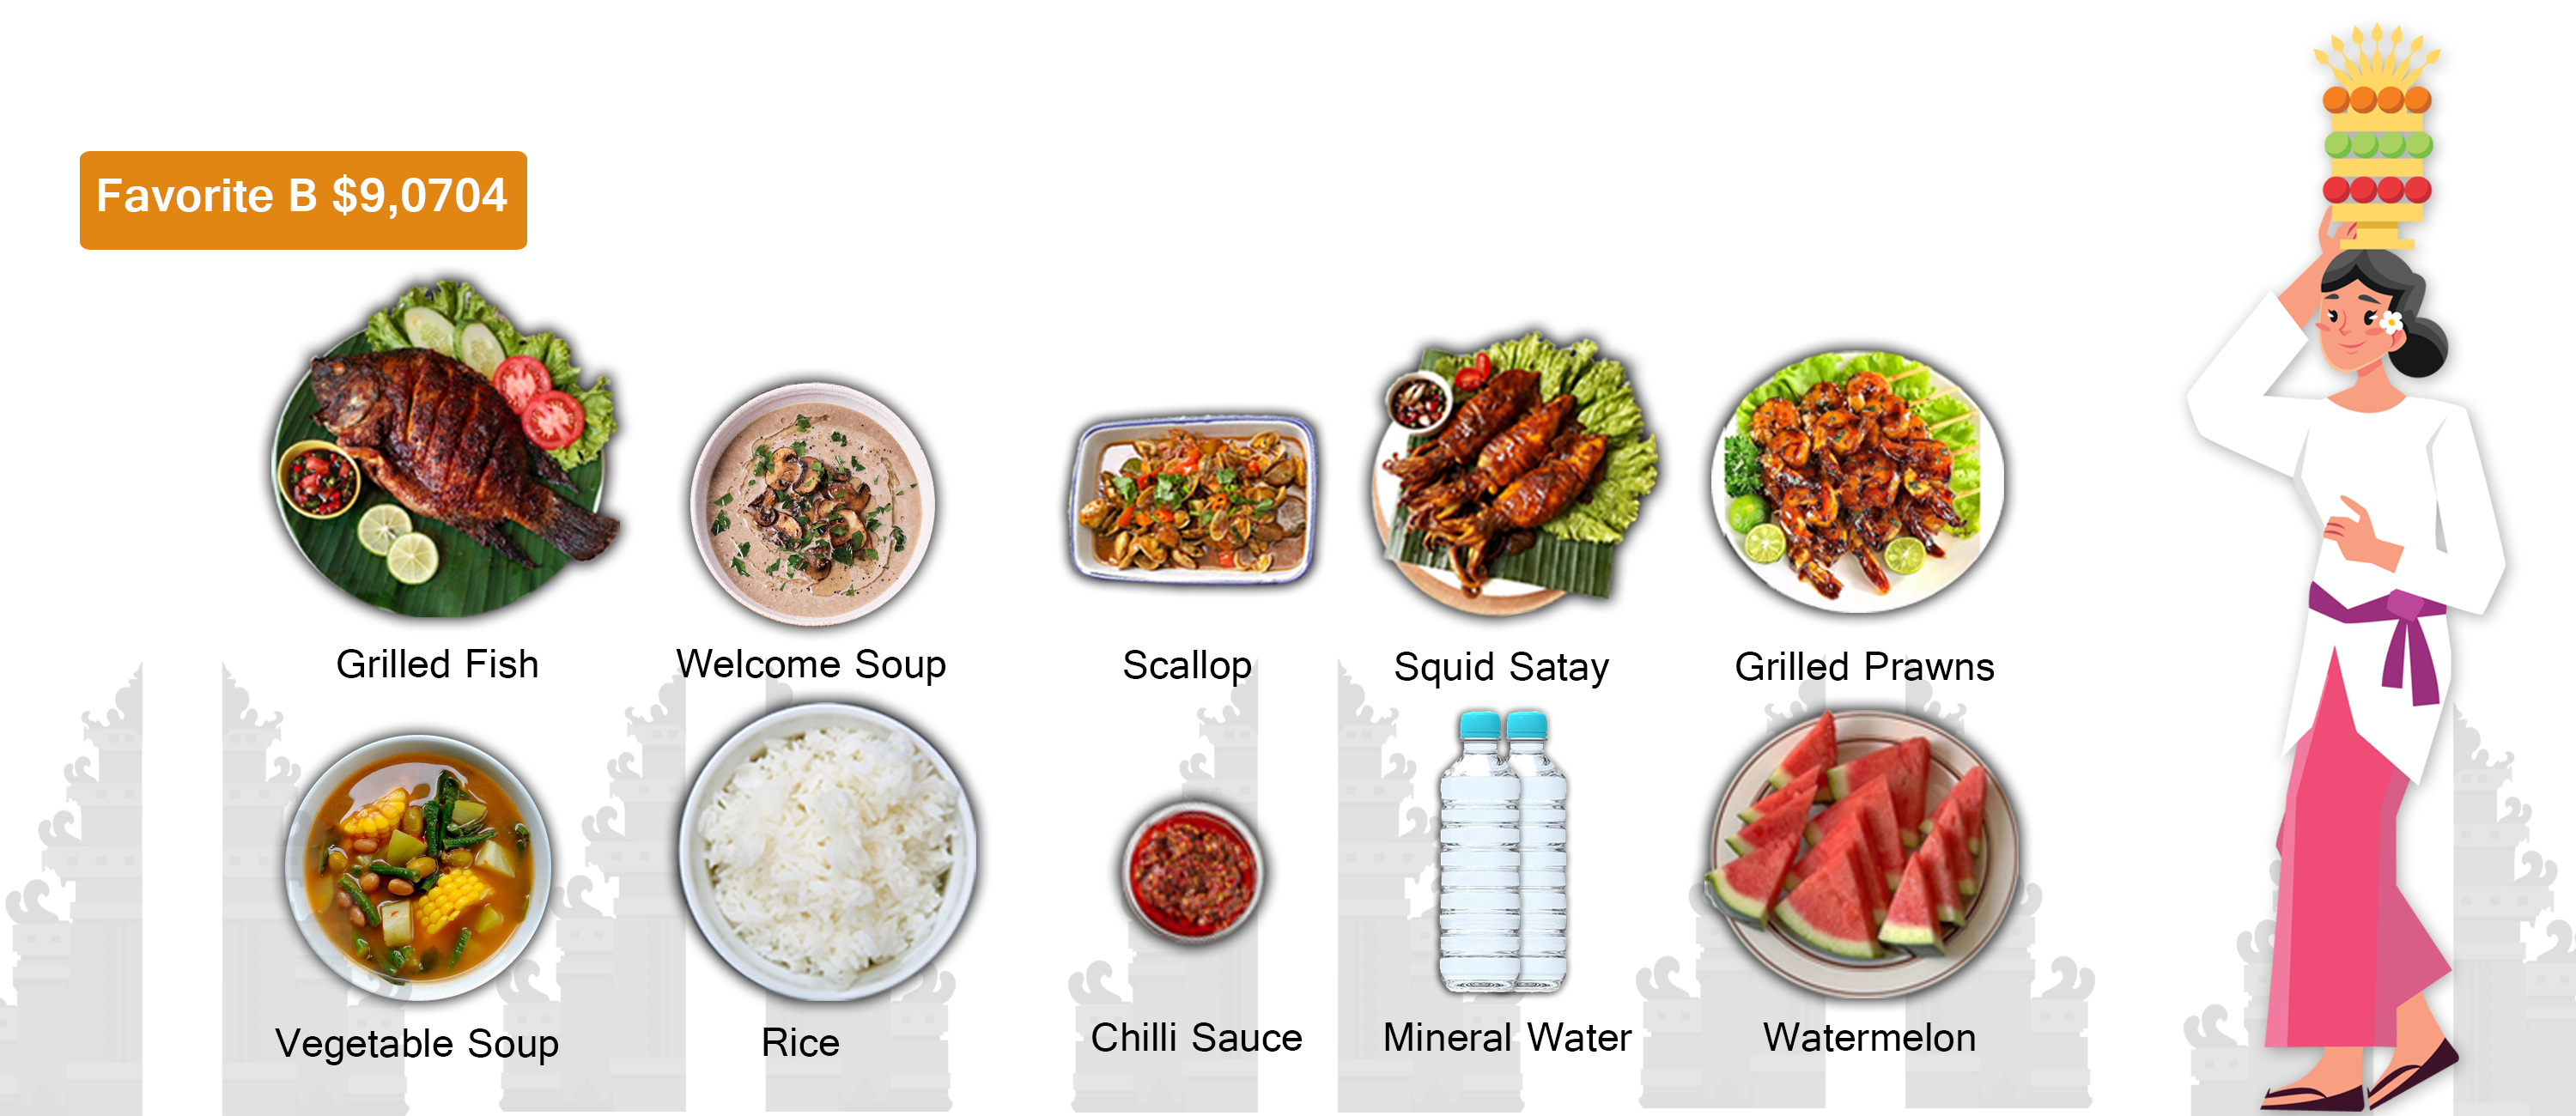 Favorite B $9,0704
Grilled Fish
Welcome Soup
Scallop
Squid Satay
Grilled Prawns
Vegetable Soup
Rice
Chilli Sauce
Mineral Water
Watermelon